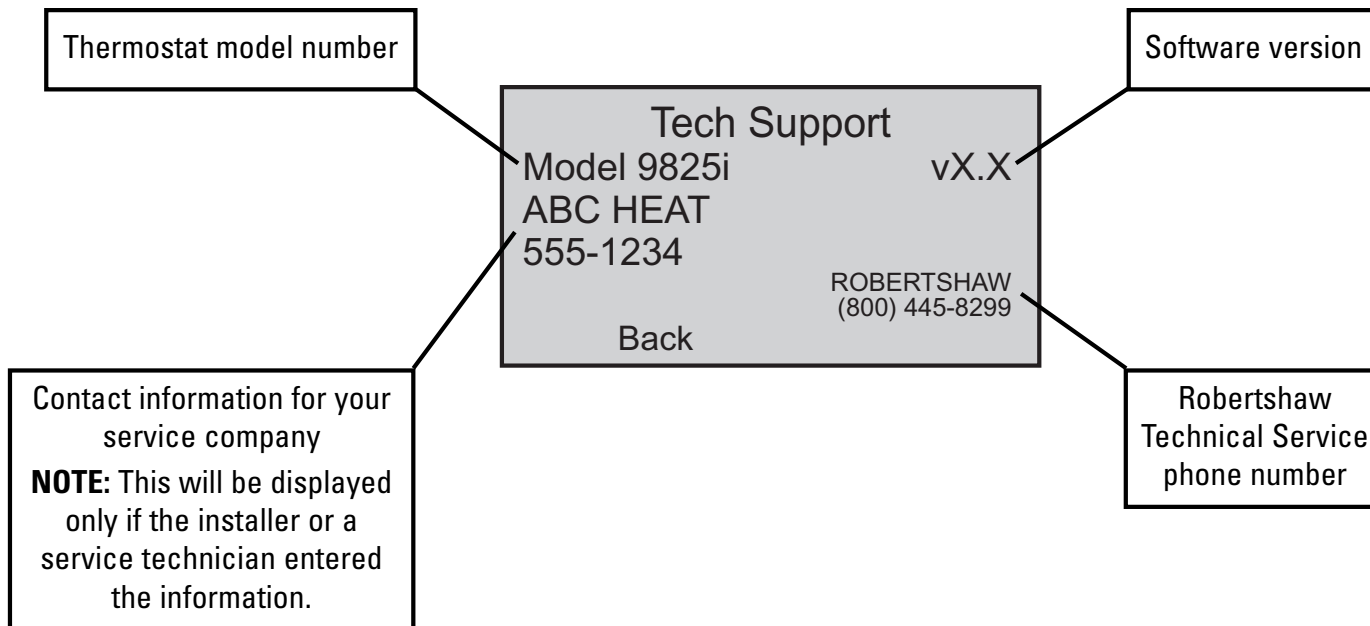 Thermostat model number
Software version
Tech Support
Model 9825i vX.X
ABC HEAT
555-1234
ROBERTSHAW
(800) 445-8299
Back
Contact information for your
service company
NOTE: This will be displayed
only if the installer or a
service technician entered
the information.
Robertshaw
Technical Service
phone number